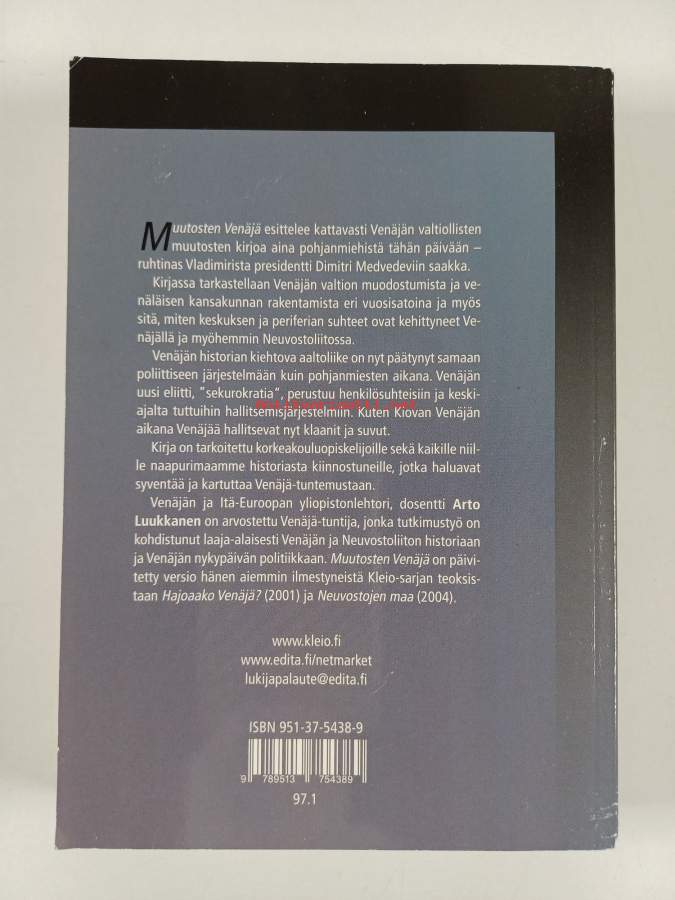 Muutosten Venäjä esittelee kattavasti Venäjän valtiollisten
muutosten kirjoa aina pohjanmiehistä tähän päivään –
ruhtinas Vladimirista presidentti Dimitri Medvedeviin saakka.
Kirjassa tarkastellaan Venäjän valtion muodostumista ja ve-
näläisen kansakunnan rakentamista eri vuosisatoina ja myös
sitä, miten keskuksen ja periferian suhteet ovat kehittyneet Ve-
näjällä ja myöhemmin Neuvostoliitossa.
Venäjän historian kiehtova aaltoliike on nyt päätynyt samaan
poliittiseen järjestelmään kuin pohjanmiesten aikana. Venäjän
uusi eliitti, ”sekurokratia”, perustuu henkilösuhteisiin ja keski-
ajalta tuttuihin hallitsemisjärjestelmiin. Kuten Kiovan Venäjän
aikana Venäjää hallitsevat nyt klaanit ja suvut.
Kirja on tarkoitettu korkeakouluopiskelijoille sekä kaikille niil-
le naapurimaamme historiasta kiinnostuneille, jotka haluavat
syventää ja kartuttaa Venäjä-tuntemustaan.
Venäjän ja Itä-Euroopan yliopistonlehtori, dosentti Arto
Luukkanen on arvostettu Venäjä-tuntija, jonka tutkimustyö on
kohdistunut laaja-alaisesti Venäjän ja Neuvostoliiton historiaan
ja Venäjän nykypäivän politiikkaan. Muutosten Venäjä on päivi-
tetty versio hänen aiemmin ilmestyneistä Kleio-sarjan teoksis-
taan Hajoaako Venäjä? (2001) ja Neuvostojen maa (2004).
www.kleio.fi
www.edita.fi/netmarket
lukijapalaute@edita.fi
ISBN 951-37-5438-9
9 789513 754389
97.1